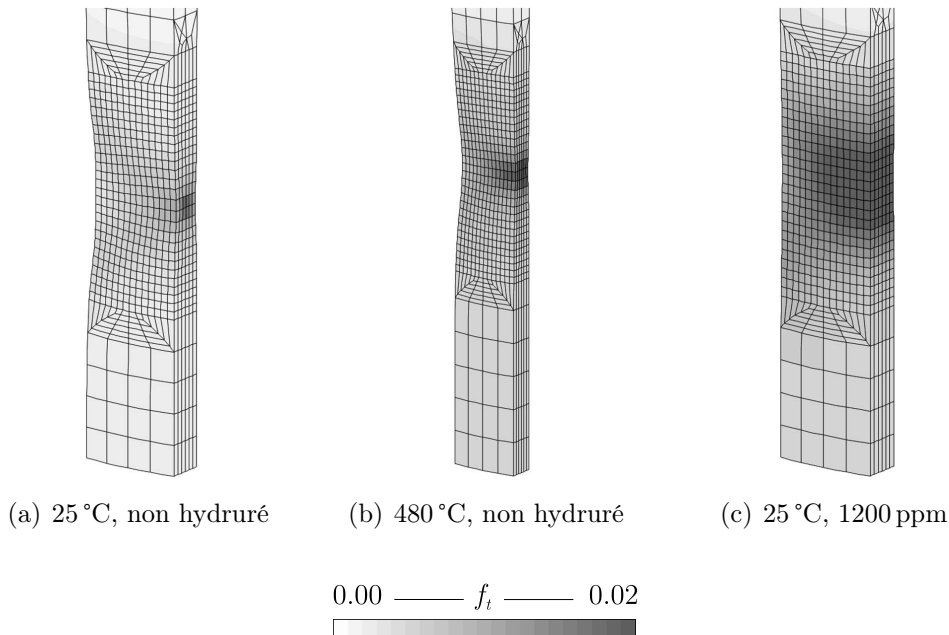 (a) 25 °C, non hydruré
(b) 480 °C, non hydruré
(c) 25 °C, 1200 ppm
0.00 f_t 0.02